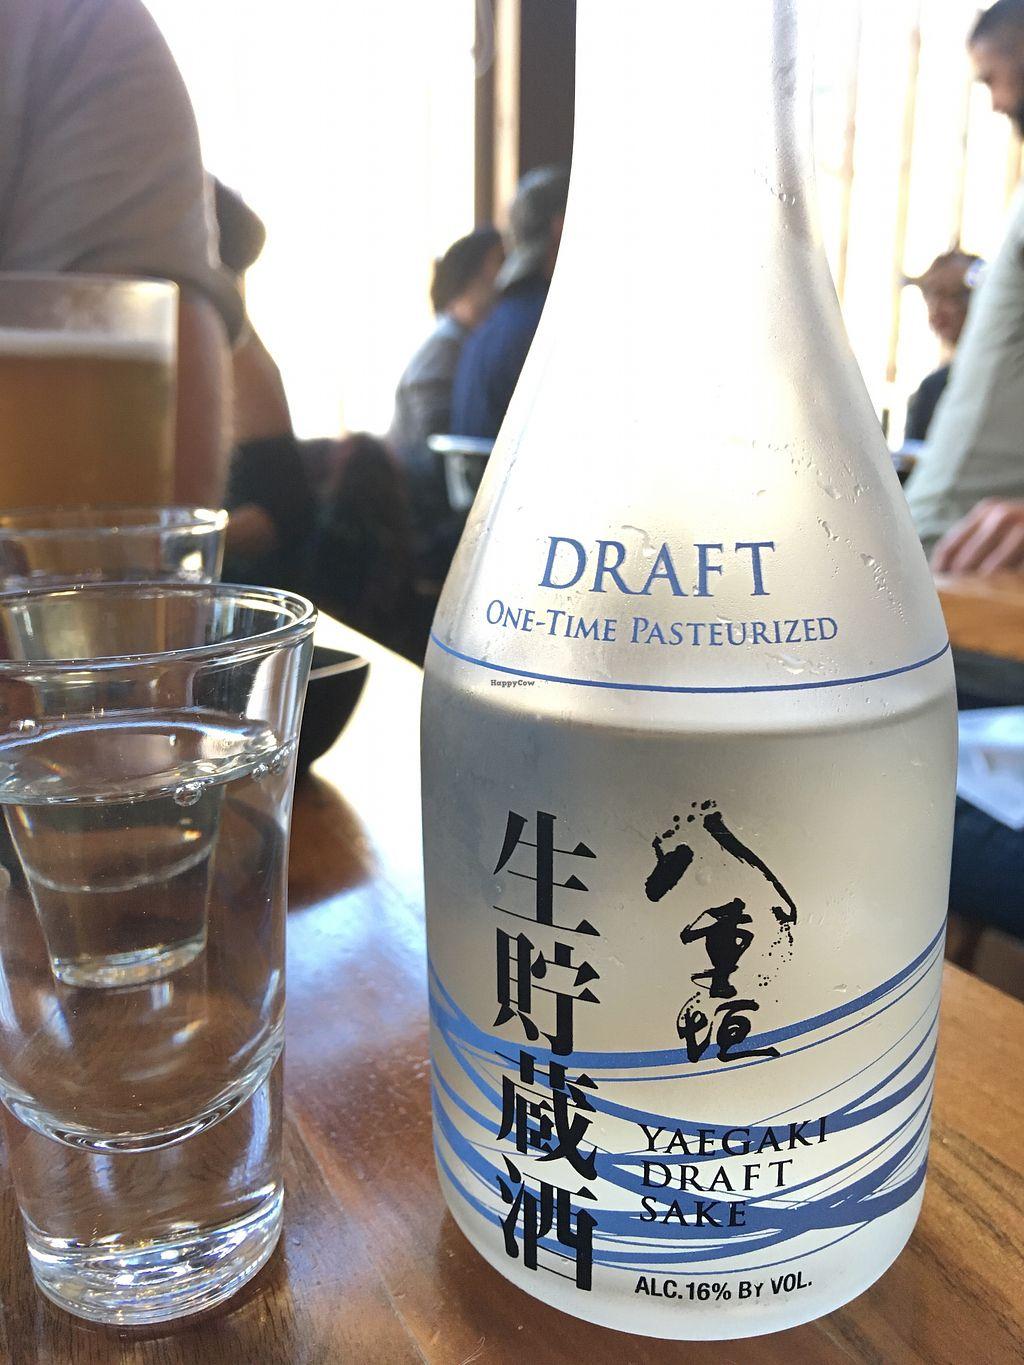 DRAFT
ONE-TIME PASTEURIZED
HappyCow
八重垣
生貯蔵酒
YAEGAKI
DRAFT
SAKE
ALC.16% BY VOL.